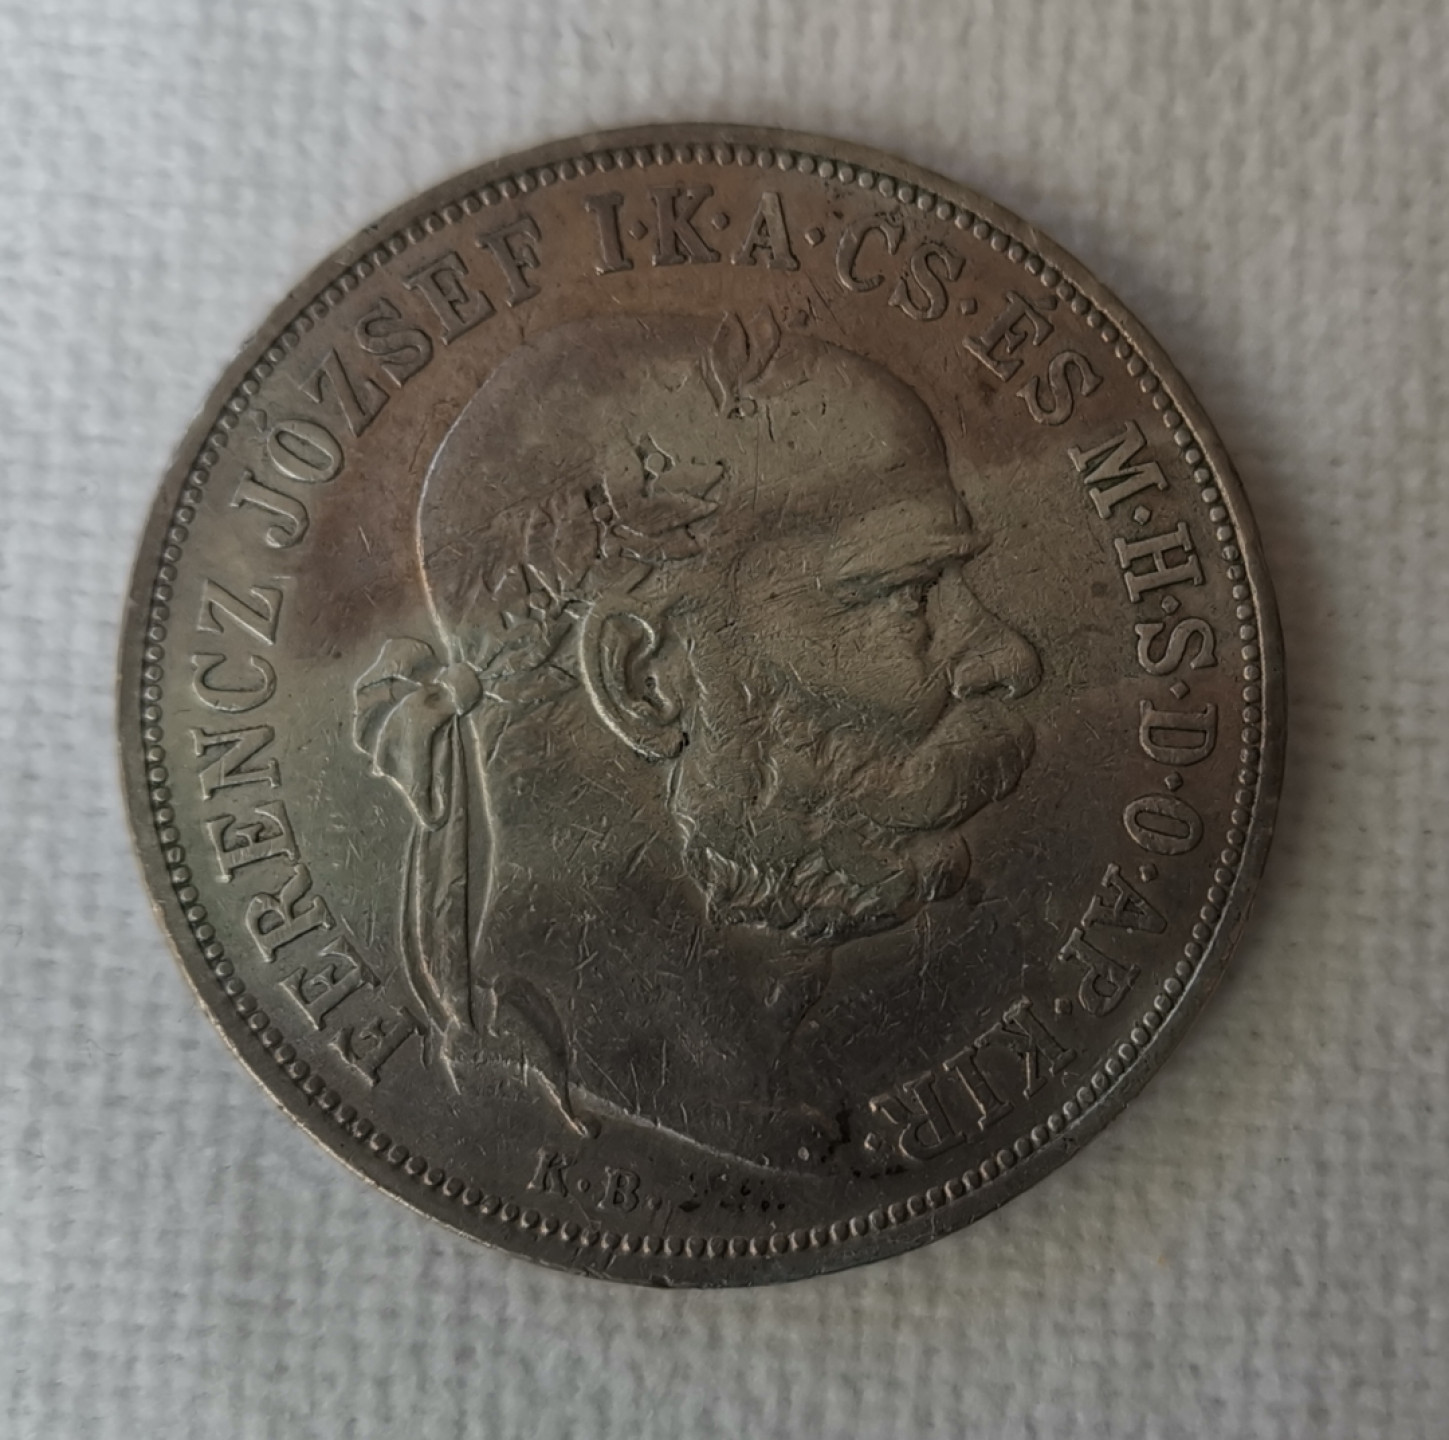 FERENCZ JÓZSEF I·K·A·CS·ÉS M·H·S·D·O·AP·KIR·
K·B·